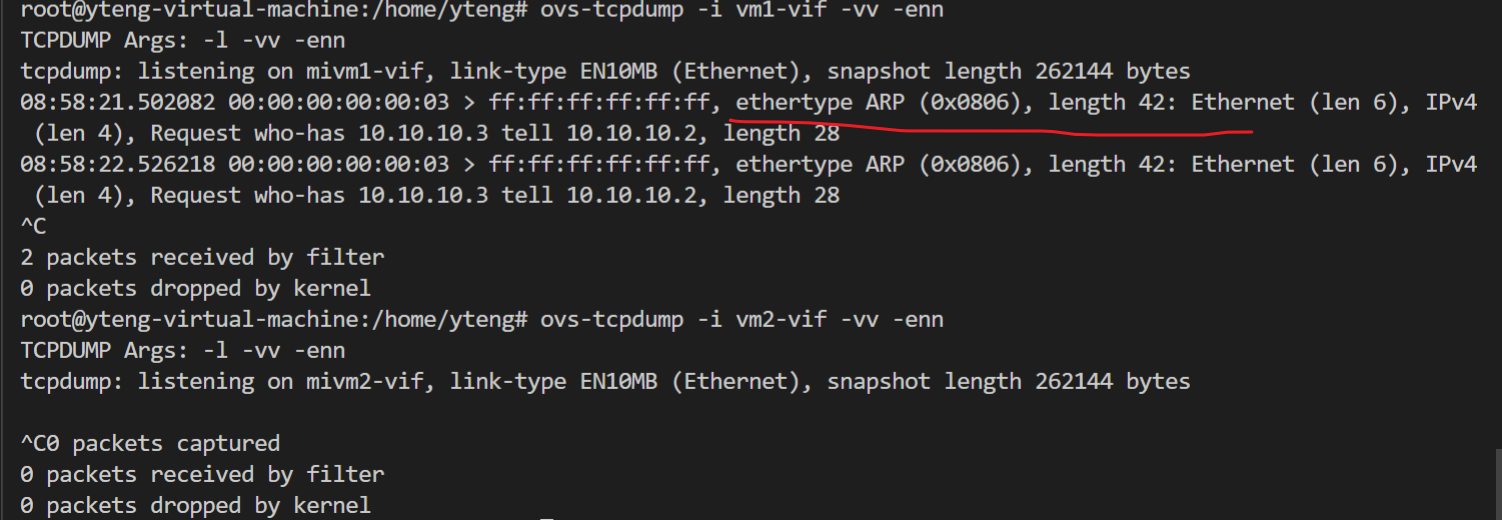 root@yteng-virtual-machine:/home/yteng# ovs-tcpdump -i vm1-vif -vv -enn
TCPDUMP Args: -l -vv -enn
tcpdump: listening on mivm1-vif, link-type EN10MB (Ethernet), snapshot length 262144 bytes
08:58:21.502082 00:00:00:00:00:03 > ff:ff:ff:ff:ff:ff, ethertype ARP (0x0806), length 42: Ethernet (len 6), IPv4
 (len 4), Request who-has 10.10.10.3 tell 10.10.10.2, length 28
08:58:22.526218 00:00:00:00:00:03 > ff:ff:ff:ff:ff:ff, ethertype ARP (0x0806), length 42: Ethernet (len 6), IPv4
 (len 4), Request who-has 10.10.10.3 tell 10.10.10.2, length 28
^C
2 packets received by filter
0 packets dropped by kernel
root@yteng-virtual-machine:/home/yteng# ovs-tcpdump -i vm2-vif -vv -enn
TCPDUMP Args: -l -vv -enn
tcpdump: listening on mivm2-vif, link-type EN10MB (Ethernet), snapshot length 262144 bytes
^C0 packets captured
0 packets received by filter
0 packets dropped by kernel